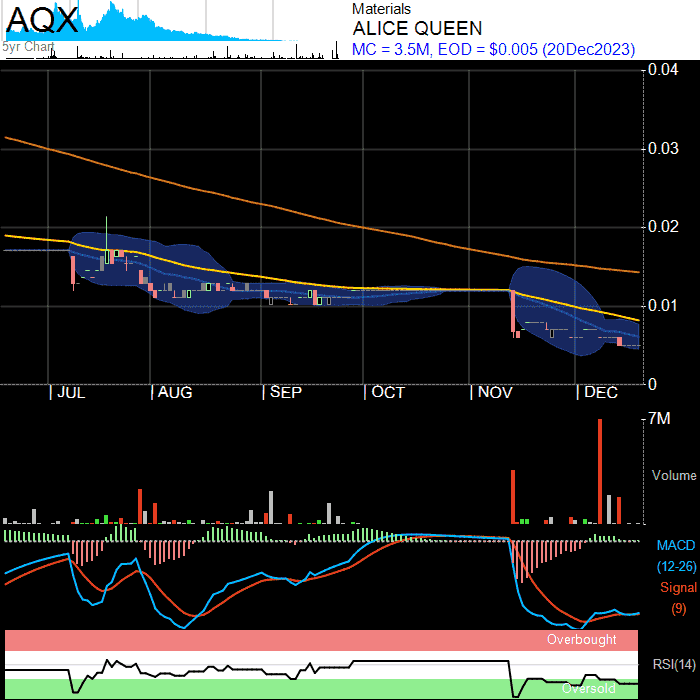 AQX
5yr Chart
Materials
ALICE QUEEN
MC = 3.5M, EOD = $0.005 (20Dec2023)
0.04
0.03
0.02
0.01
0
JUL
AUG
SEP
OCT
NOV
DEC
7M
Volume
MACD
(12-26)
Signal
(9)
Overbought
RSI(14)
Oversold